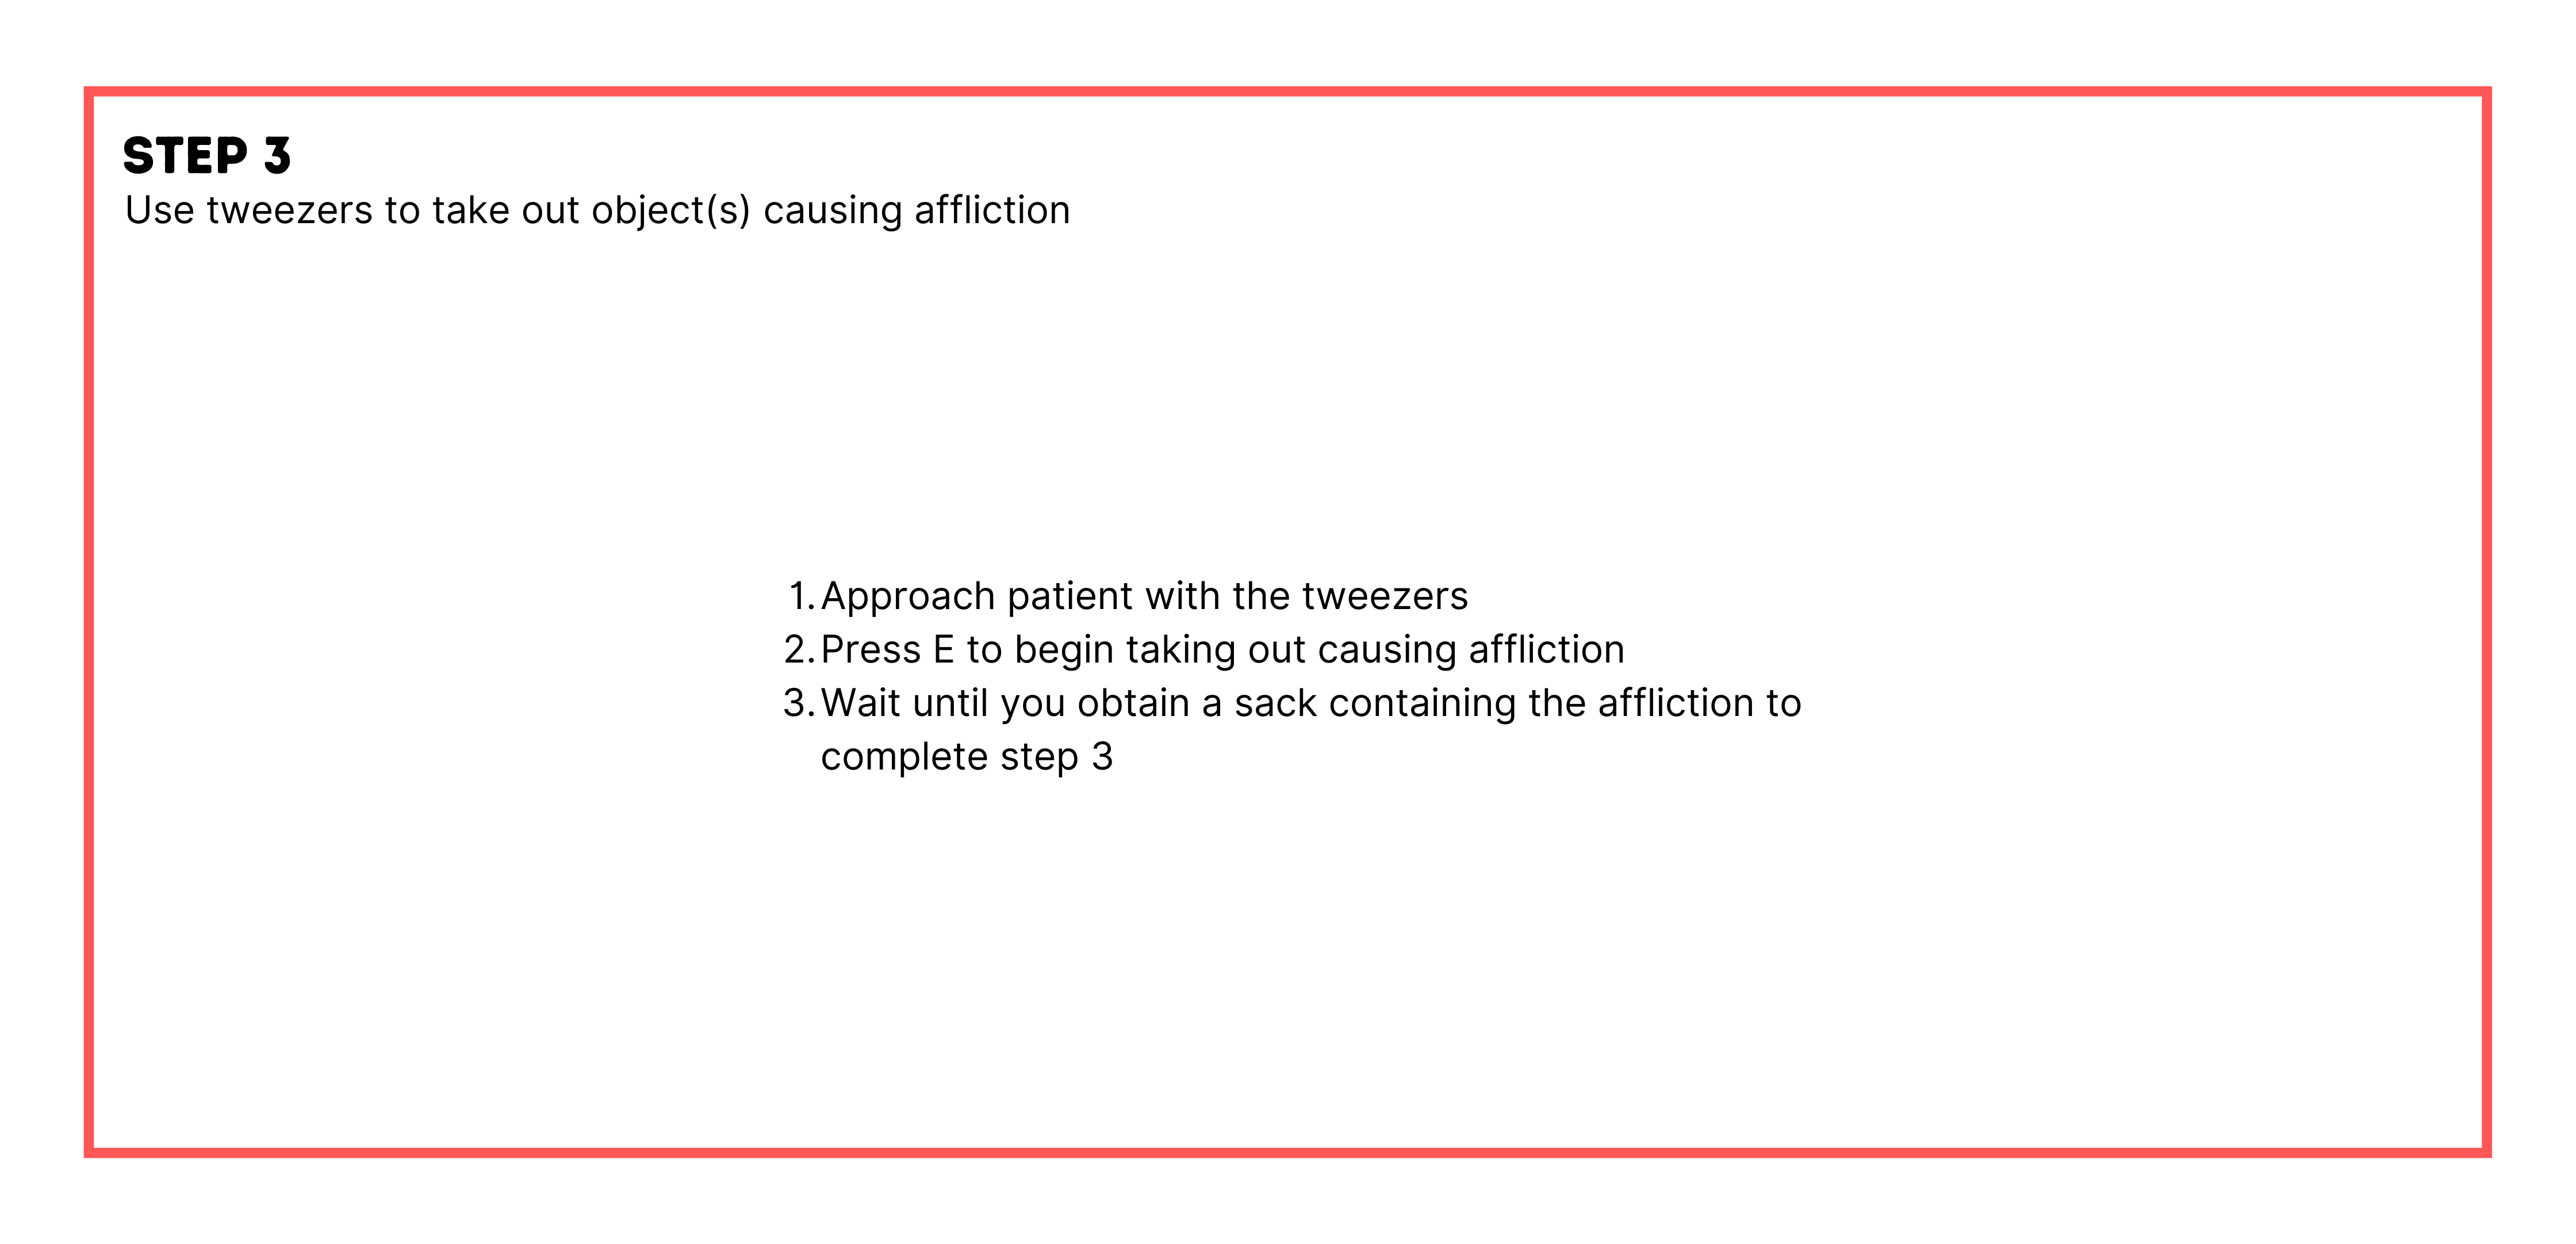 STEP 3
Use tweezers to take out object(s) causing affliction
1. Approach patient with the tweezers
2. Press E to begin taking out causing affliction
3. Wait until you obtain a sack containing the affliction to
complete step 3